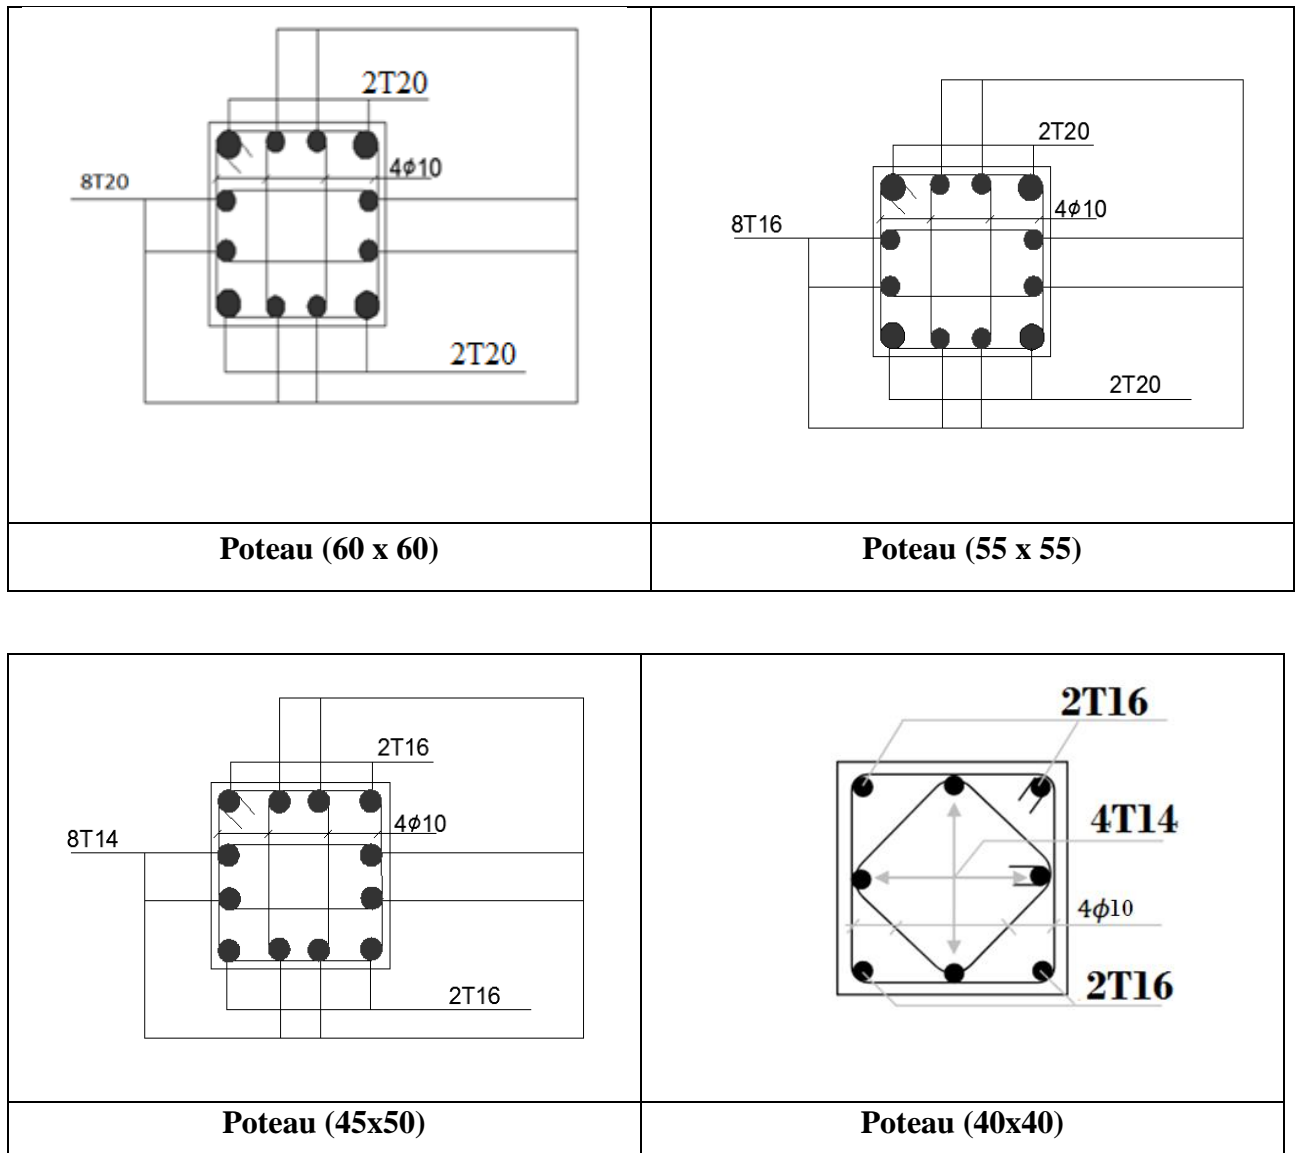 2T20
4ϕ10
8T20
2T20
2T20
4ϕ10
8T16
2T20
Poteau (60 x 60)
Poteau (55 x 55)
2T16
4ϕ10
8T14
2T16
2T16
4T14
4ϕ10
2T16
Poteau (45x50)
Poteau (40x40)